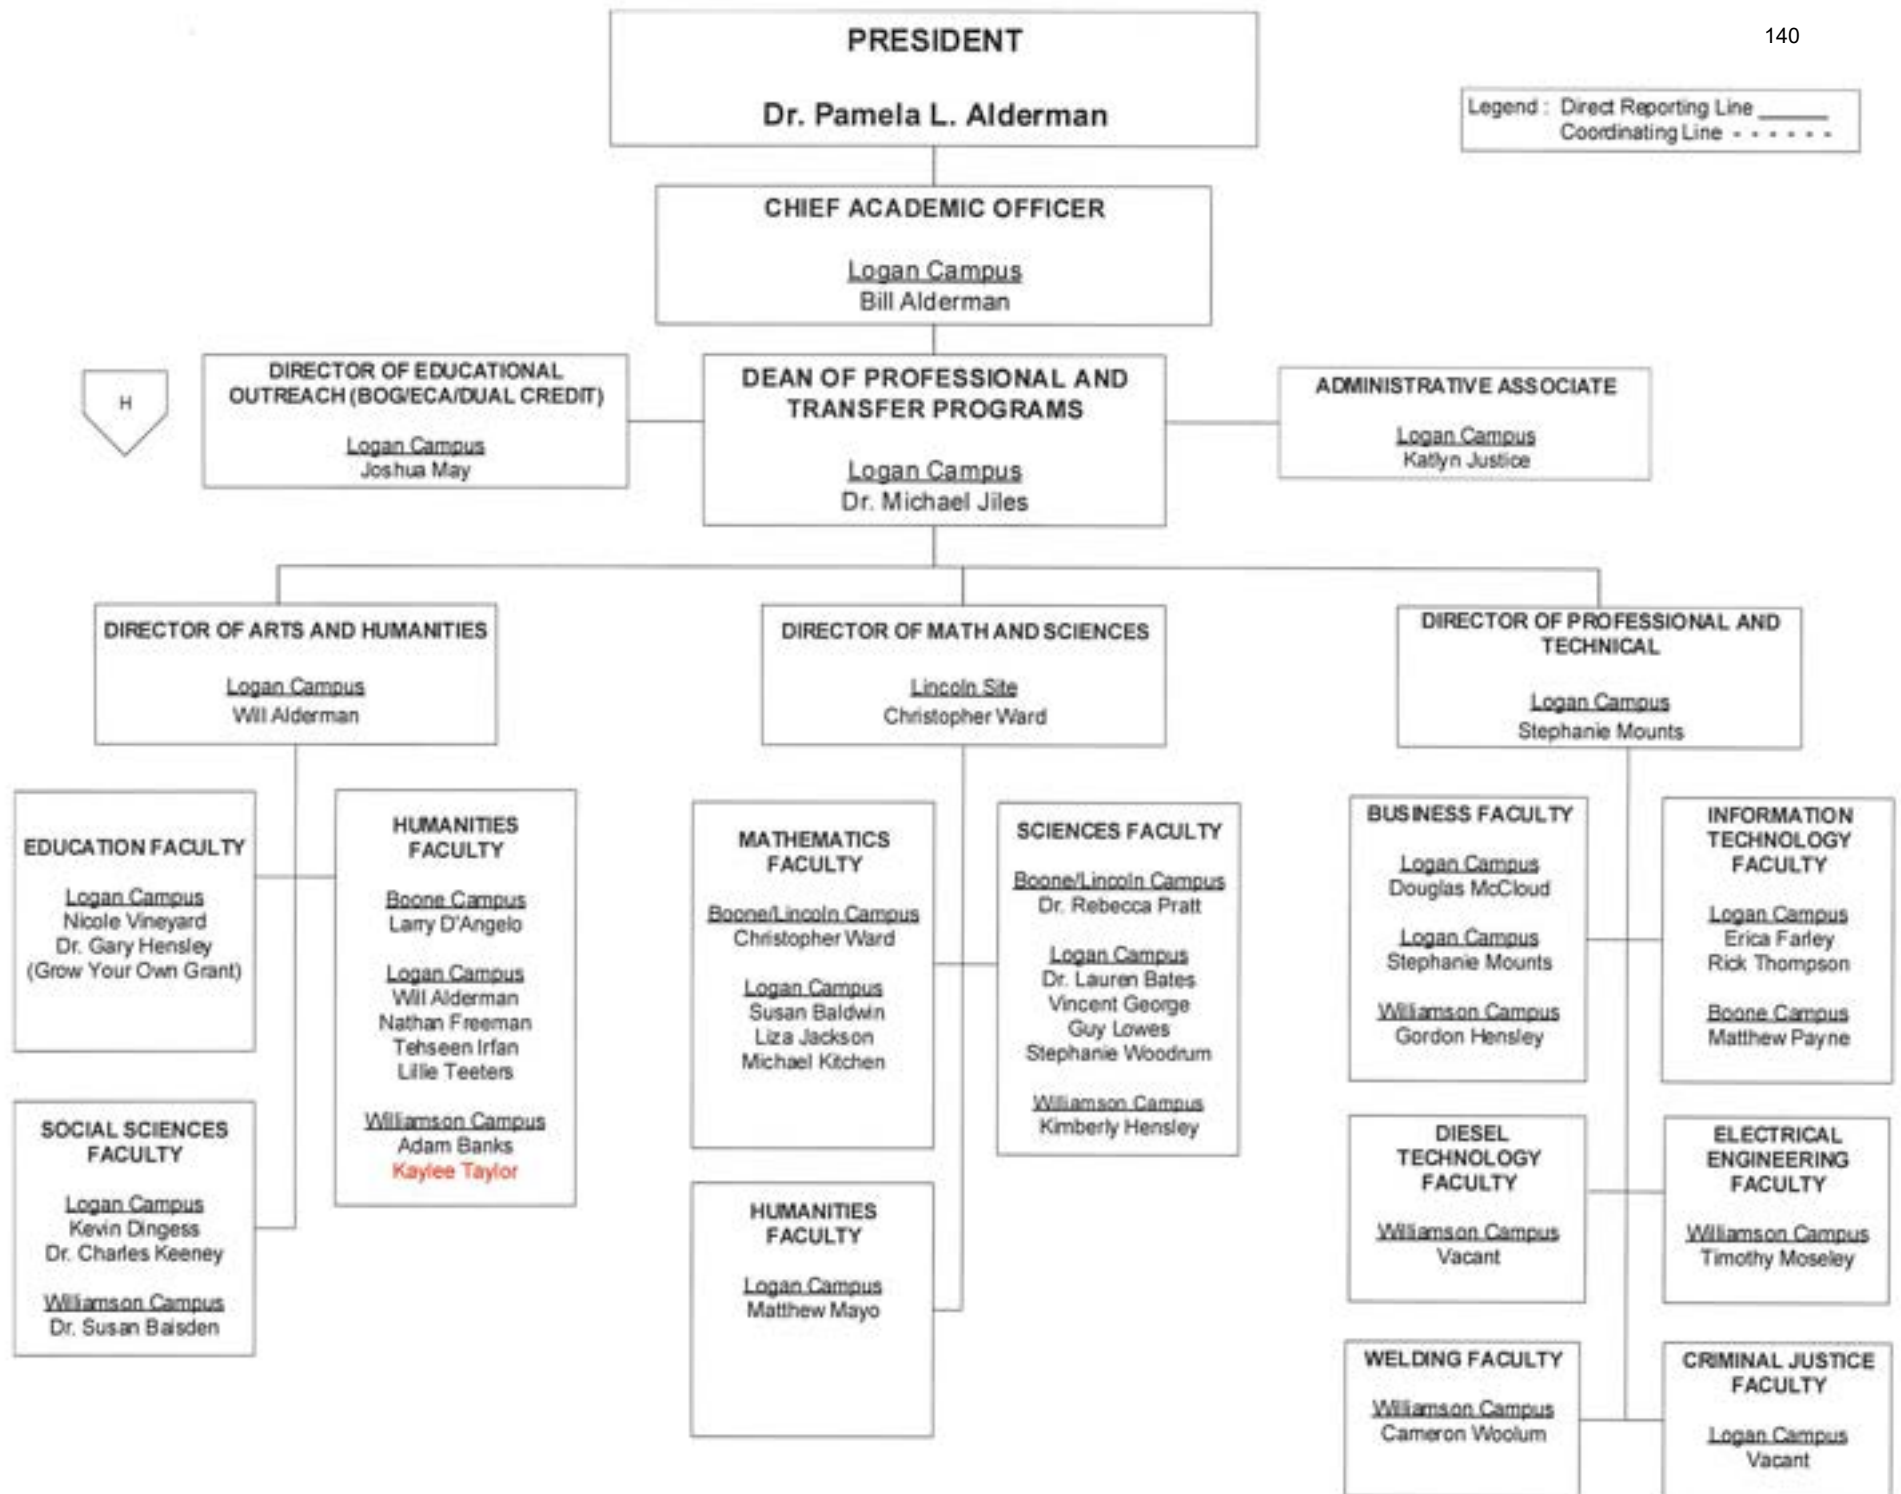 140
PRESIDENT
Dr. Pamela L. Alderman
Legend : Direct Reporting Line ______
Coordinating Line - - - - - -
CHIEF ACADEMIC OFFICER
Logan Campus
Bill Alderman
H
DIRECTOR OF EDUCATIONAL
OUTREACH (BOG/ECA/DUAL CREDIT)
Logan Campus
Joshua May
DEAN OF PROFESSIONAL AND
TRANSFER PROGRAMS
Logan Campus
Dr. Michael Jiles
ADMINISTRATIVE ASSOCIATE
Logan Campus
Katlyn Justice
DIRECTOR OF ARTS AND HUMANITIES
Logan Campus
Will Alderman
DIRECTOR OF MATH AND SCIENCES
Lincoln Site
Christopher Ward
DIRECTOR OF PROFESSIONAL AND
TECHNICAL
Logan Campus
Stephanie Mounts
EDUCATION FACULTY
Logan Campus
Nicole Vineyard
Dr. Gary Hensley
(Grow Your Own Grant)
HUMANITIES
FACULTY
Boone Campus
Larry D'Angelo
Logan Campus
Will Alderman
Nathan Freeman
Tehseen Irfan
Lillie Teeters
Williamson Campus
Adam Banks
Kaylee Taylor
SOCIAL SCIENCES
FACULTY
Logan Campus
Kevin Dingess
Dr. Charles Keeney
Williamson Campus
Dr. Susan Baisden
MATHEMATICS
FACULTY
Boone/Lincoln Campus
Christopher Ward
Logan Campus
Susan Baldwin
Liza Jackson
Michael Kitchen
SCIENCES FACULTY
Boone/Lincoln Campus
Dr. Rebecca Pratt
Logan Campus
Dr. Lauren Bates
Vincent George
Guy Lowes
Stephanie Woodrum
Williamson Campus
Kimberly Hensley
HUMANITIES
FACULTY
Logan Campus
Matthew Mayo
BUSINESS FACULTY
Logan Campus
Douglas McCloud
Logan Campus
Stephanie Mounts
Williamson Campus
Gordon Hensley
INFORMATION
TECHNOLOGY
FACULTY
Logan Campus
Erica Farley
Rick Thompson
Boone Campus
Matthew Payne
DIESEL
TECHNOLOGY
FACULTY
Williamson Campus
Vacant
ELECTRICAL
ENGINEERING
FACULTY
Williamson Campus
Timothy Moseley
WELDING FACULTY
Williamson Campus
Cameron Woolum
CRIMINAL JUSTICE
FACULTY
Logan Campus
Vacant